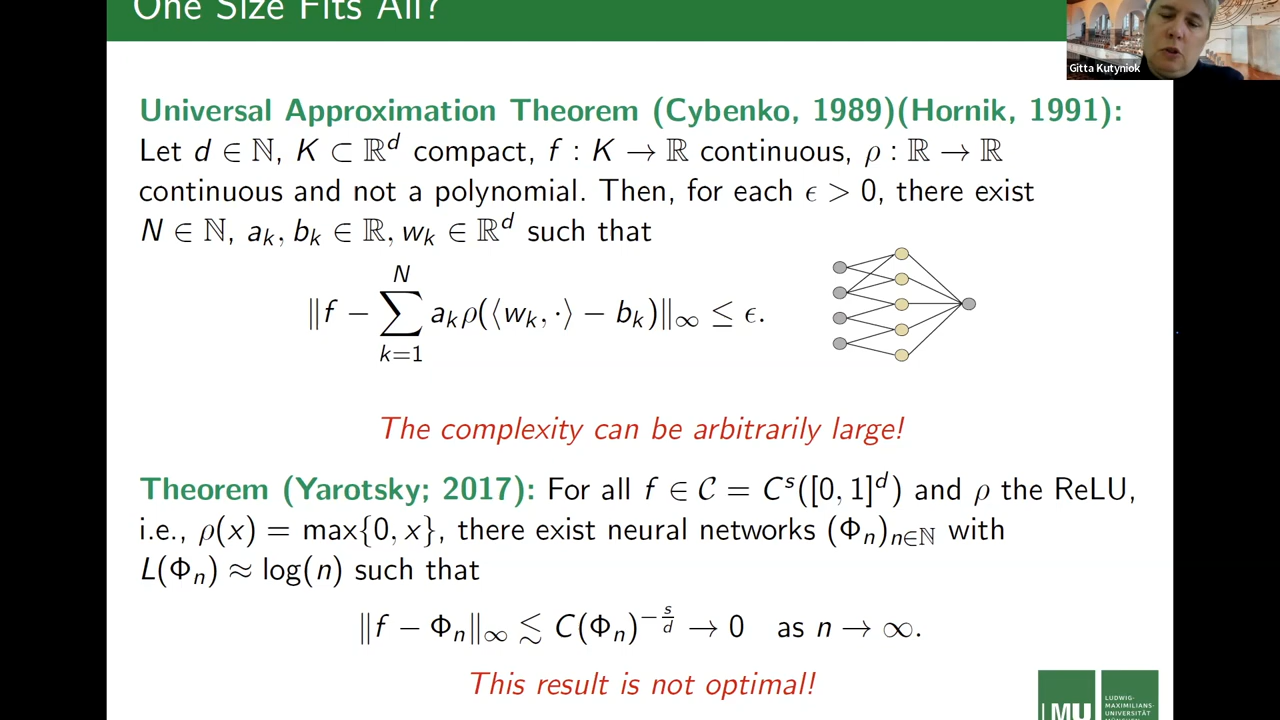 One Size Fits All?
Gitta Kutyniok
Universal Approximation Theorem (Cybenko, 1989)(Hornik, 1991):
Let d ∈ ℕ, K ⊂ ℝ^d compact, f : K → ℝ continuous, ρ : ℝ → ℝ
continuous and not a polynomial. Then, for each ϵ > 0, there exist
N ∈ ℕ, a_k, b_k ∈ ℝ, w_k ∈ ℝ^d such that
‖f − ∑_{k=1}^{N} a_k ρ(⟨w_k, ·⟩ − b_k)‖_∞ ≤ ϵ.
The complexity can be arbitrarily large!
Theorem (Yarotsky; 2017): For all f ∈ 𝒞 = C^s([0, 1]^d) and ρ the ReLU,
i.e., ρ(x) = max{0, x}, there exist neural networks (Φ_n)_{n∈ℕ} with
L(Φ_n) ≈ log(n) such that
‖f − Φ_n‖_∞ ≲ C(Φ_n)^{−s/d} → 0 as n → ∞.
This result is not optimal!
LMU
LUDWIG-
MAXIMILIANS-
UNIVERSITÄT